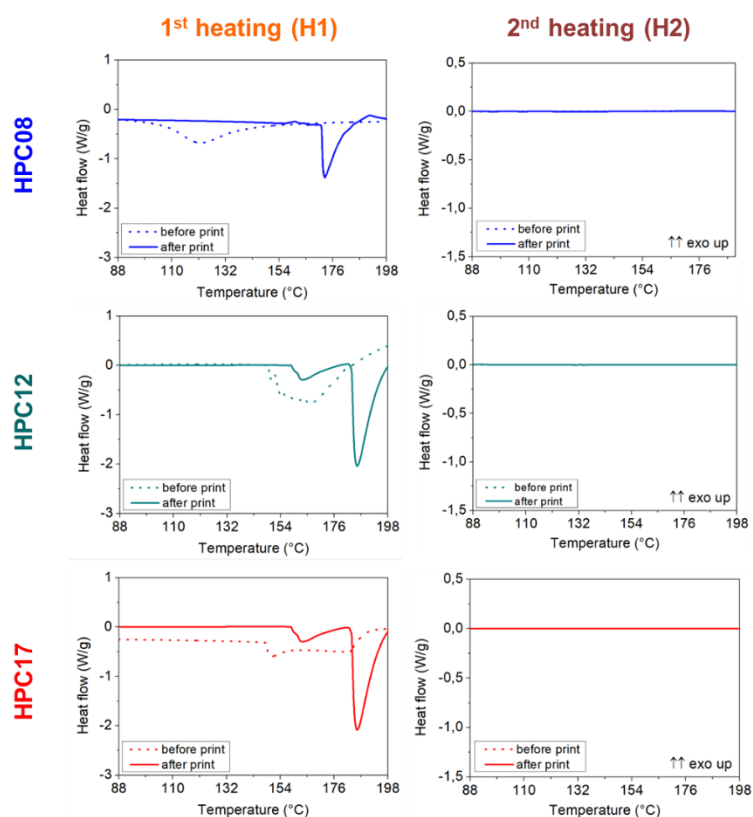 1st heating (H1)
2nd heating (H2)
HPC08
Heat flow (W/g)
1
0
-1
-2
-3
before print
after print
88 110 132 154 176 198
Temperature (°C)
Heat flow (W/g)
0,5
0,0
-0,5
-1,0
-1,5
before print
after print
↑↑ exo up
88 110 132 154 176
Temperature (°C)
HPC12
Heat flow (W/g)
1
0
-1
-2
-3
before print
after print
88 110 132 154 176 198
Temperature (°C)
Heat flow (W/g)
0,5
0,0
-0,5
-1,0
-1,5
before print
after print
↑↑ exo up
88 110 132 154 176 198
Temperature (°C)
HPC17
Heat flow (W/g)
1
0
-1
-2
-3
before print
after print
88 110 132 154 176 198
Temperature (°C)
Heat flow (W/g)
0,5
0,0
-0,5
-1,0
-1,5
before print
after print
↑↑ exo up
88 110 132 154 176 198
Temperature (°C)